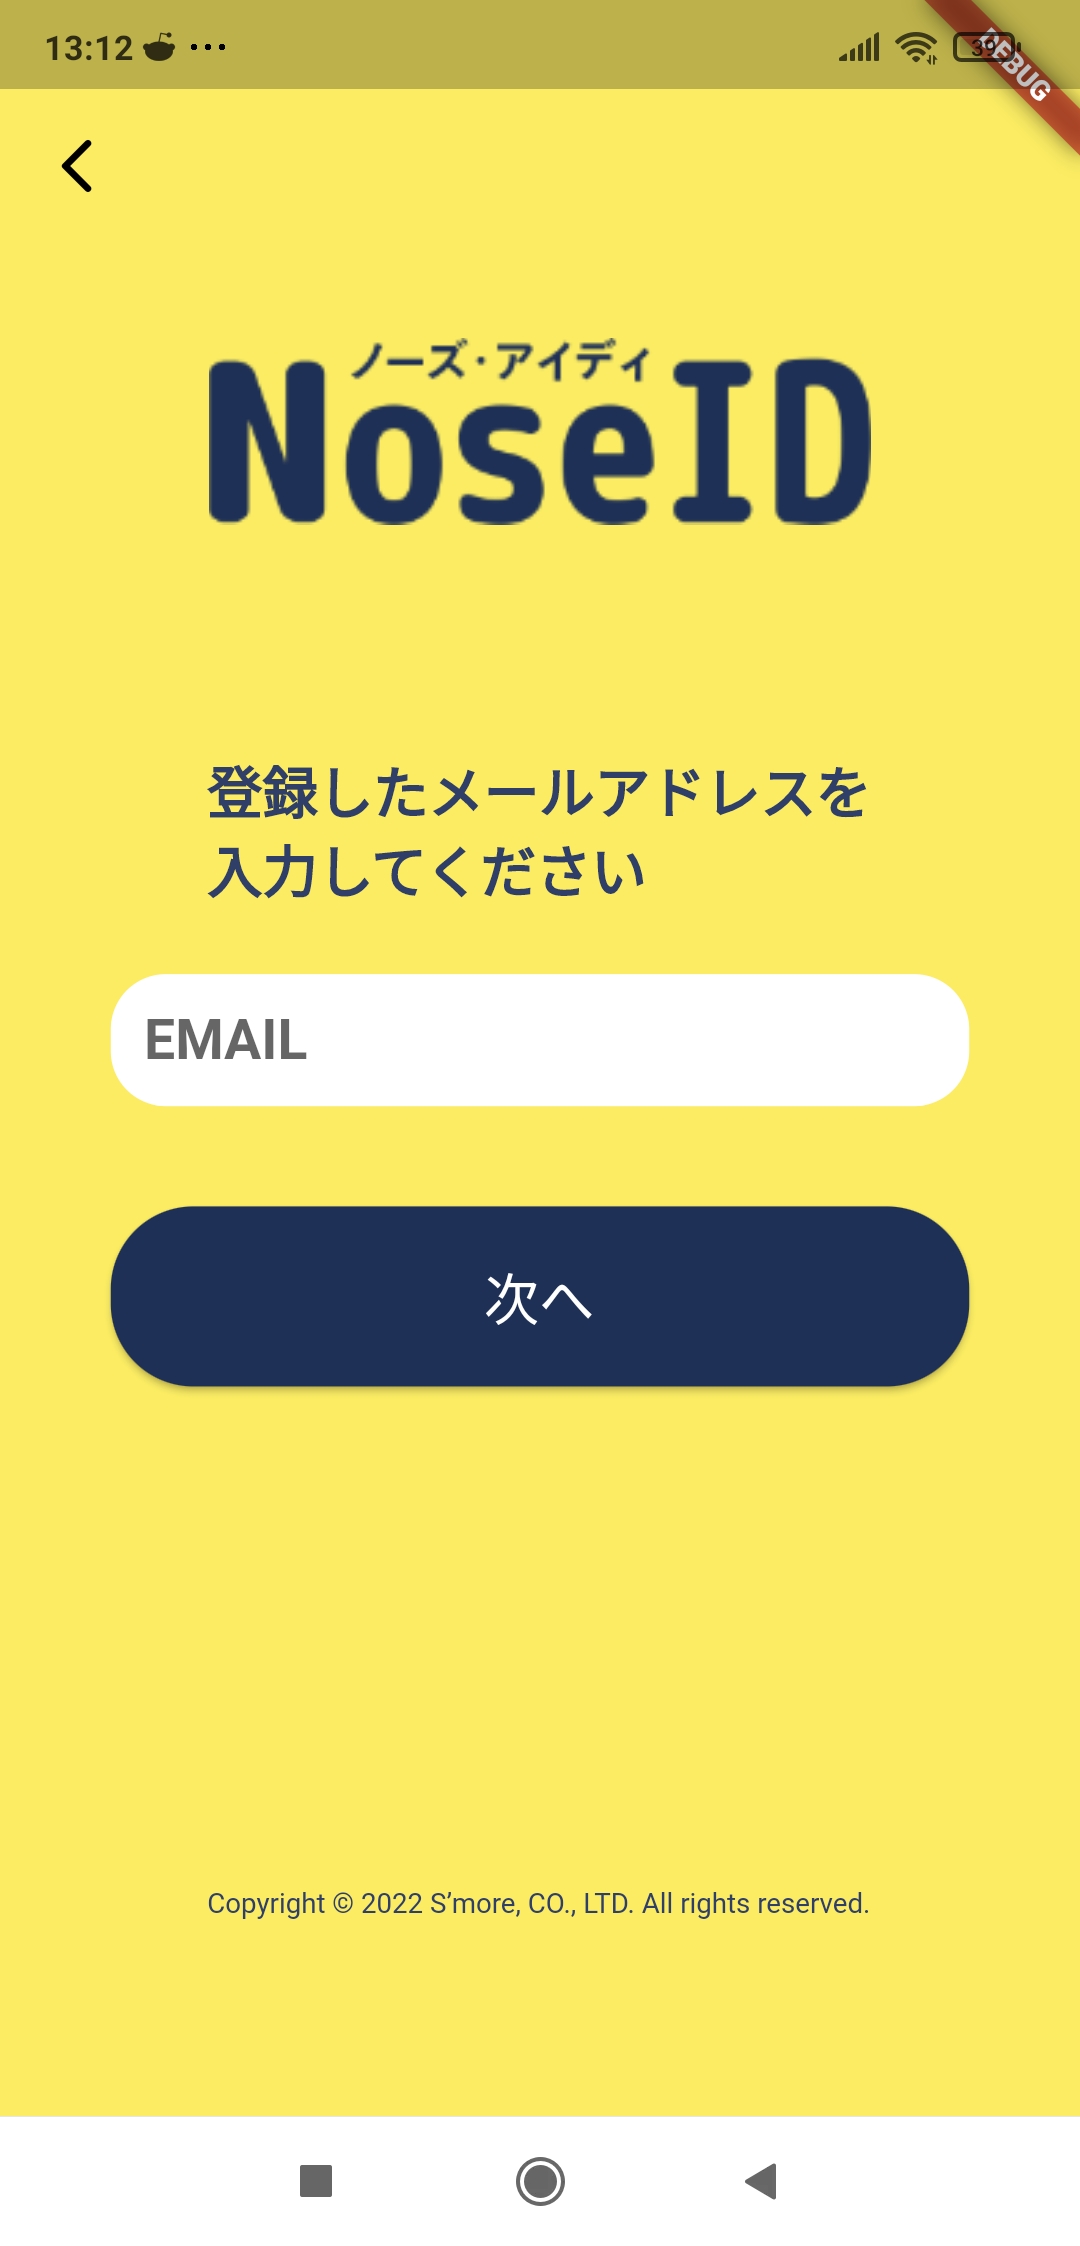 13:12
39
DEBUG
ノーズ・アイディ
NoseID
登録したメールアドレスを
入力してください
EMAIL
次へ
Copyright © 2022 S’more, CO., LTD. All rights reserved.